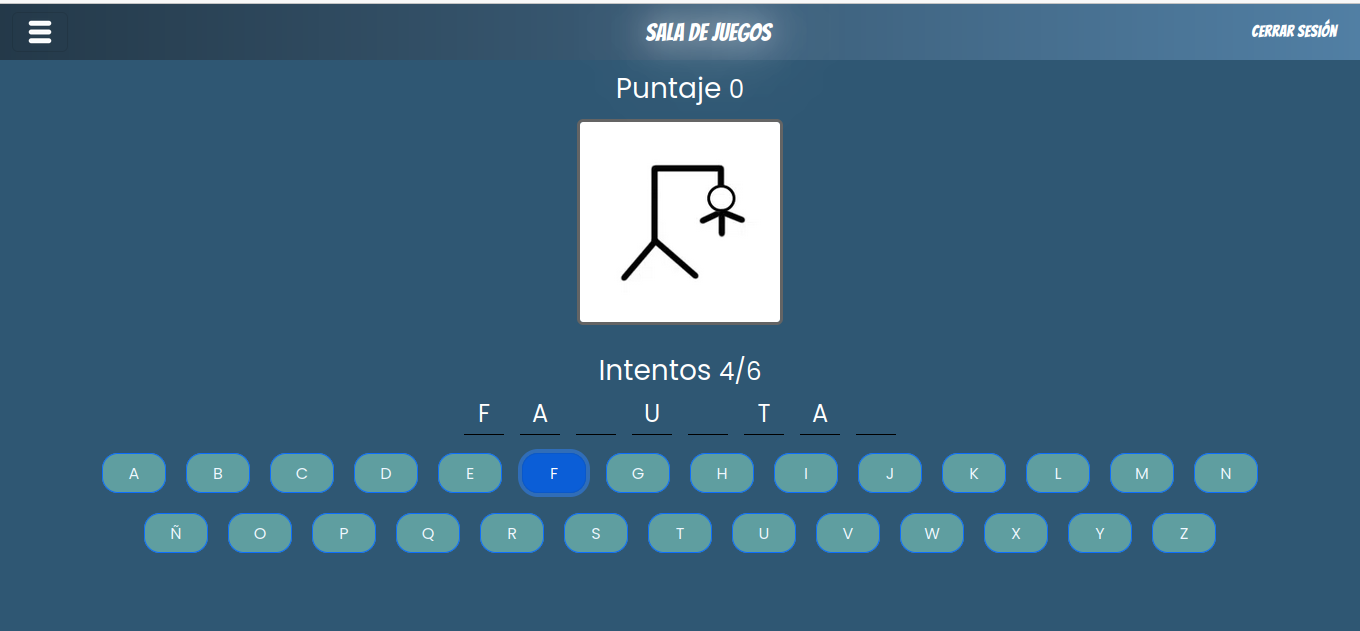 SALA DE JUEGOS
CERRAR SESIÓN
Puntaje 0
Intentos 4/6
F A _ U _ T A _
A B C D E F G H I J K L M N
Ñ O P Q R S T U V W X Y Z